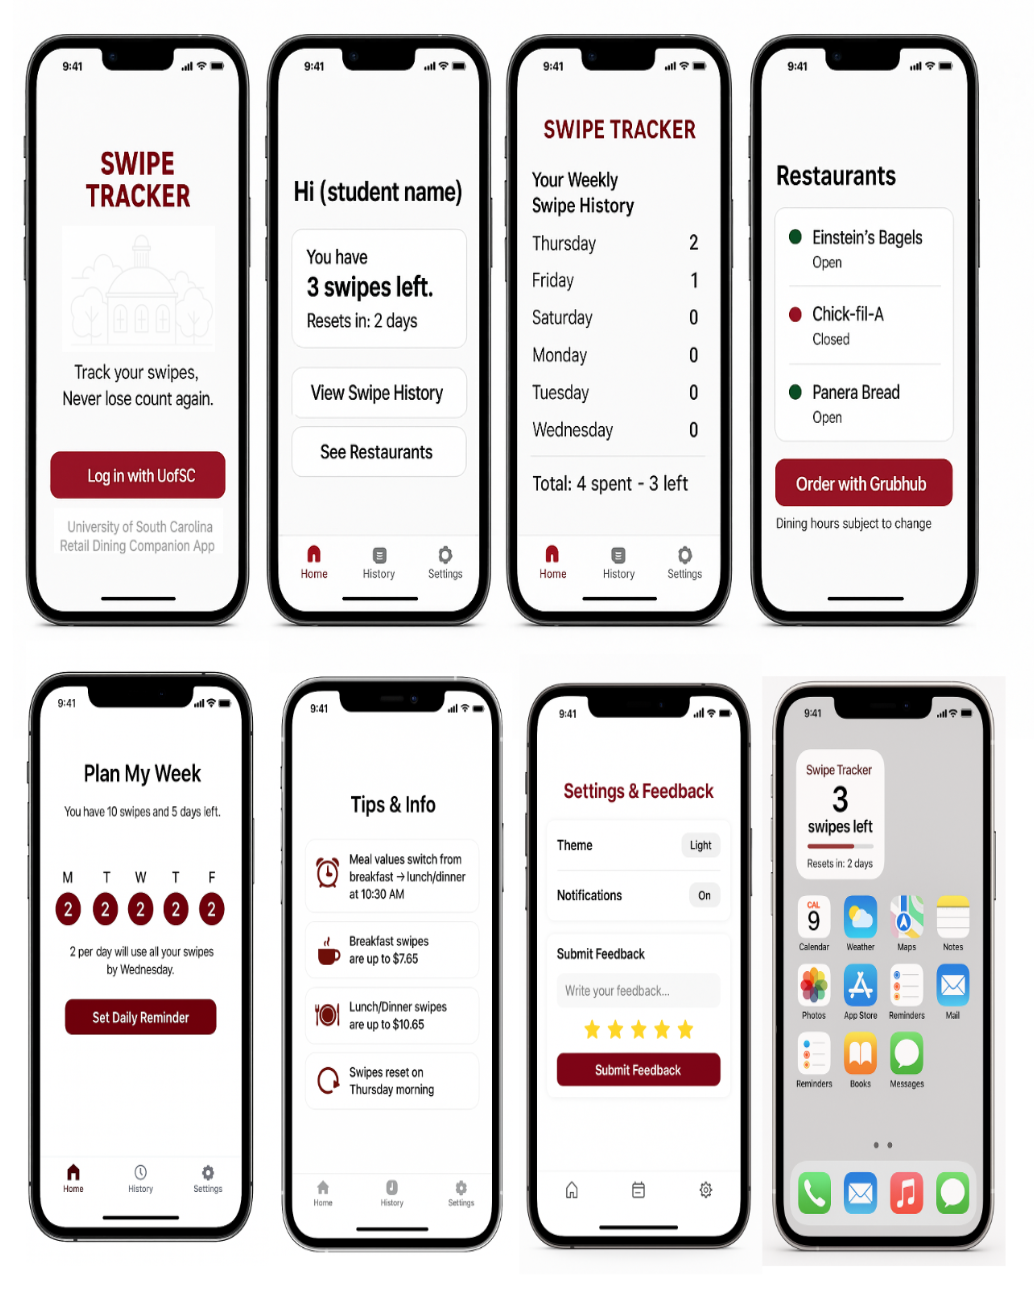 9:41
SWIPE
TRACKER
Track your swipes,
Never lose count again.
Log in with UofSC
University of South Carolina
Retail Dining Companion App
9:41
Hi (student name)
You have
3 swipes left.
Resets in: 2 days
View Swipe History
See Restaurants
Home History Settings
9:41
SWIPE TRACKER
Your Weekly
Swipe History
Thursday 2
Friday 1
Saturday 0
Monday 0
Tuesday 0
Wednesday 0
Total: 4 spent - 3 left
Home History Settings
9:41
Restaurants
Einstein's Bagels
Open
Chick-fil-A
Closed
Panera Bread
Open
Order with Grubhub
Dining hours subject to change
9:41
Plan My Week
You have 10 swipes and 5 days left.
M T W T F
2 2 2 2 2
2 per day will use all your swipes
by Wednesday.
Set Daily Reminder
Home History Settings
9:41
Tips & Info
Meal values switch from
breakfast → lunch/dinner
at 10:30 AM
Breakfast swipes
are up to $7.65
Lunch/Dinner swipes
are up to $10.65
Swipes reset on
Thursday morning
Home History Settings
9:41
Settings & Feedback
Theme Light
Notifications On
Submit Feedback
Write your feedback...
Submit Feedback
9:41
Swipe Tracker
3
swipes left
Resets in: 2 days
CAL
9
Calendar Weather Maps Notes
Photos App Store Reminders Mail
Reminders Books Messages